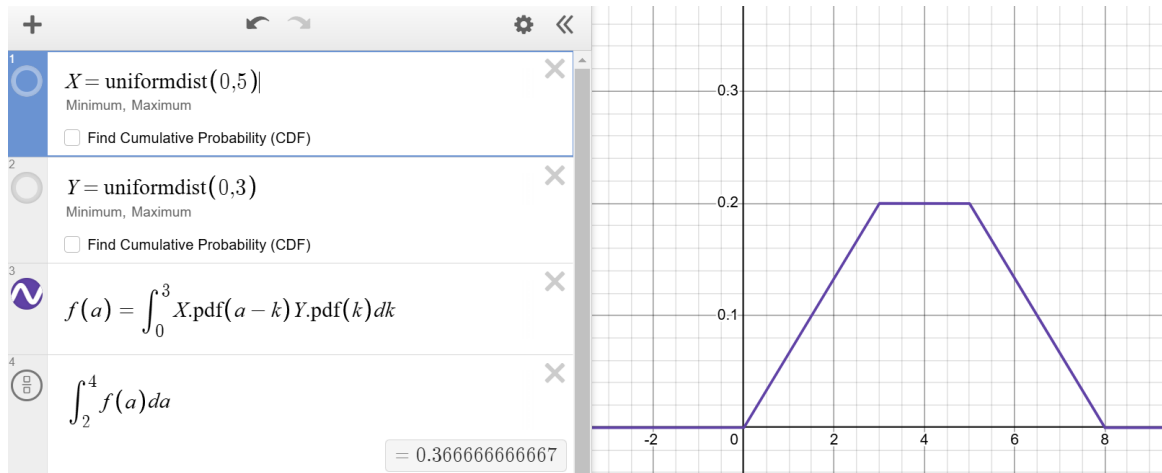 1
X = uniformdist(0,5)
Minimum, Maximum
Find Cumulative Probability (CDF)
2
Y = uniformdist(0,3)
Minimum, Maximum
Find Cumulative Probability (CDF)
3
f(a) = ∫₀³ X.pdf(a − k) Y.pdf(k)dk
4
∫₂⁴ f(a)da
= 0.366666666667
0.3
0.2
0.1
-2 0 2 4 6 8